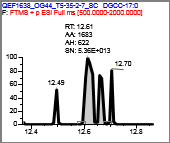 QEF1638_OG44_T5-35-2-7_SC DGCC-17:0
F: FTMS + p ESI Full ms [500.0000-2000.0000]
RT: 12.61
AA: 1683
AH: 622
SN: 5.36E+013
100
80
60
40
20
0
12.49
12.70
12.4 12.6 12.8